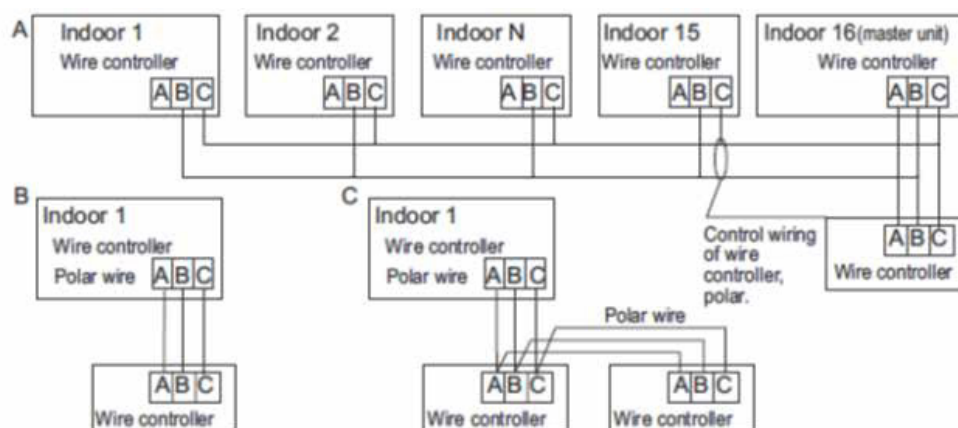 A
Indoor 1
Wire controller
A B C
Indoor 2
Wire controller
A B C
Indoor N
Wire controller
A B C
Indoor 15
Wire controller
A B C
Indoor 16(master unit)
Wire controller
A B C
B
Indoor 1
Wire controller
Polar wire
A B C
A B C
Wire controller
C
Indoor 1
Wire controller
Polar wire
A B C
Polar wire
A B C
Wire controller
A B C
Wire controller
Control wiring
of wire
controller,
polar.
A B C
Wire controller